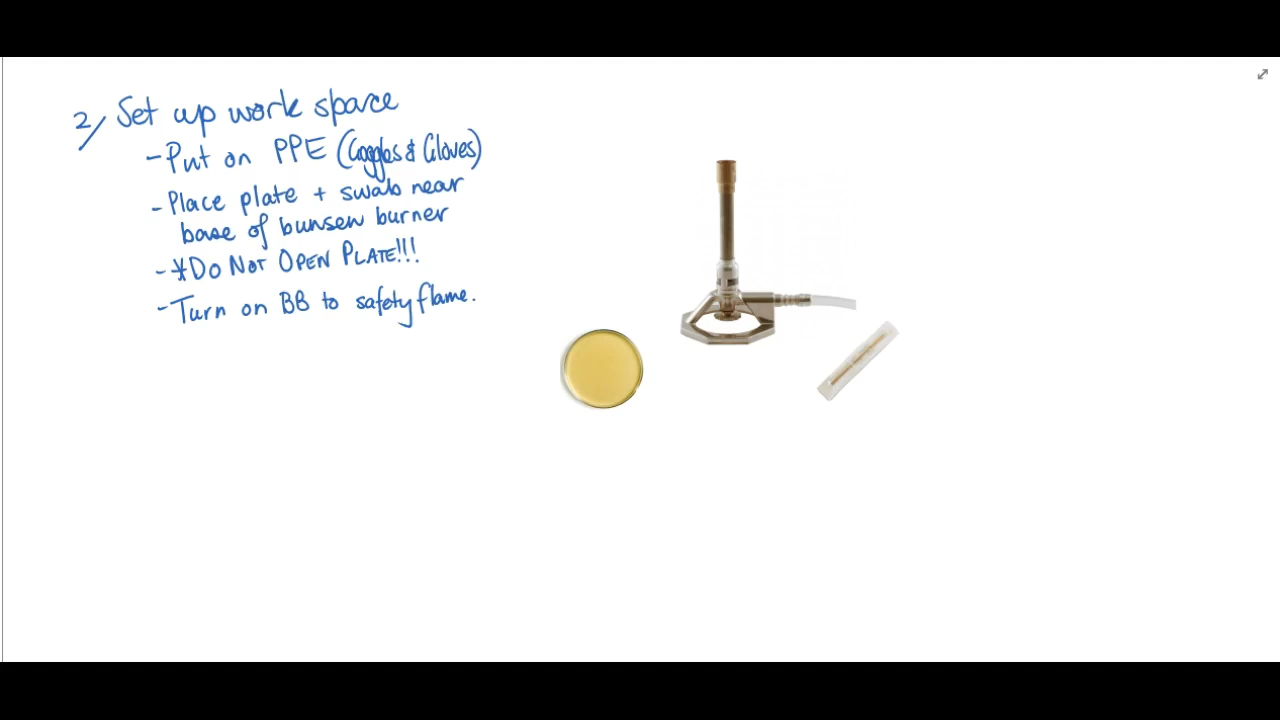 2/ Set up work space
- Put on PPE (Goggles & Gloves)
- Place plate + swab near
base of bunsen burner
- *DO NOT OPEN PLATE!!!
- Turn on BB to safety flame.